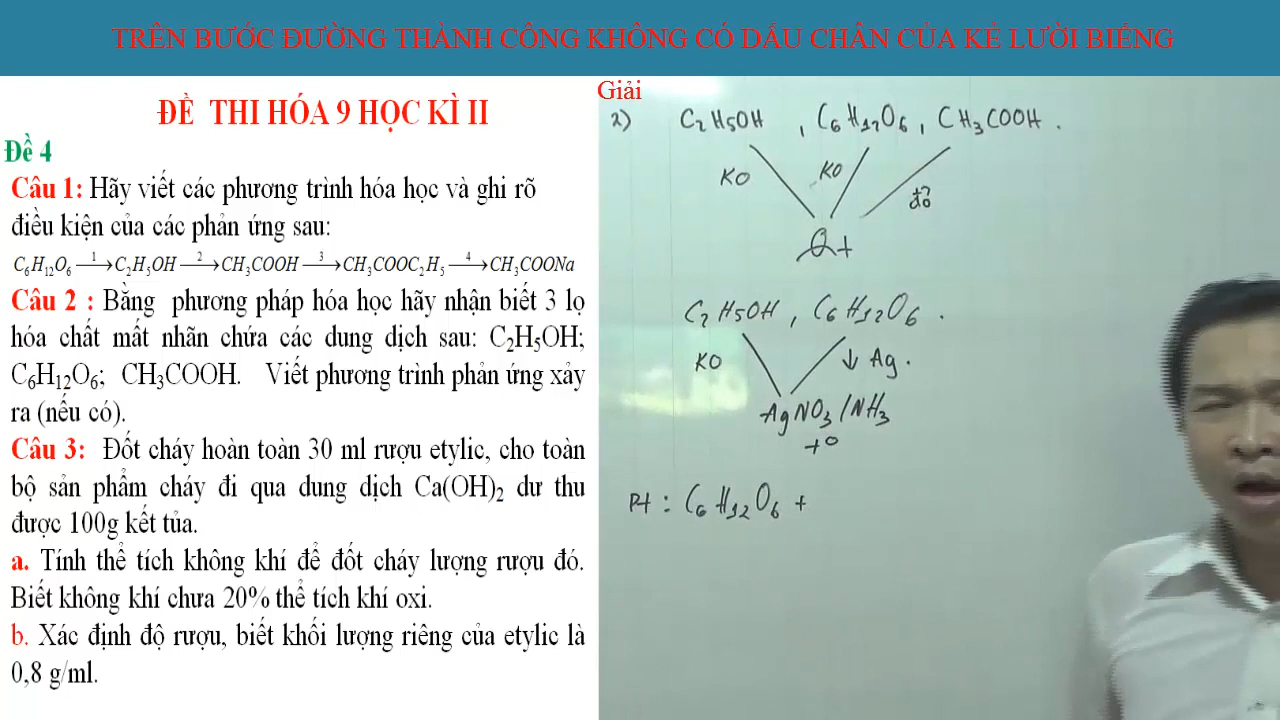 TRÊN BƯỚC ĐƯỜNG THÀNH CÔNG KHÔNG CÓ DẤU CHÂN CỦA KẺ LƯỜI BIẾNG
ĐỀ THI HÓA 9 HỌC KÌ II
Đề 4
Câu 1: Hãy viết các phương trình hóa học và ghi rõ
điều kiện của các phản ứng sau:
C₆H₁₂O₆ —1→ C₂H₅OH —2→ CH₃COOH —3→ CH₃COOC₂H₅ —4→ CH₃COONa
Câu 2 : Bằng phương pháp hóa học hãy nhận biết 3 lọ
hóa chất mất nhãn chứa các dung dịch sau: C₂H₅OH;
C₆H₁₂O₆; CH₃COOH. Viết phương trình phản ứng xảy
ra (nếu có).
Câu 3: Đốt cháy hoàn toàn 30 ml rượu etylic, cho toàn
bộ sản phẩm cháy đi qua dung dịch Ca(OH)₂ dư thu
được 100g kết tủa.
a. Tính thể tích không khí để đốt cháy lượng rượu đó.
Biết không khí chưa 20% thể tích khí oxi.
b. Xác định độ rượu, biết khối lượng riêng của etylic là
0,8 g/ml.
Giải
2) C₂H₅OH , C₆H₁₂O₆ , CH₃COOH .
KO KO đỏ
Qt
C₂H₅OH , C₆H₁₂O₆ .
KO ↓ Ag .
AgNO₃/NH₃
t°
Pt : C₆H₁₂O₆ +